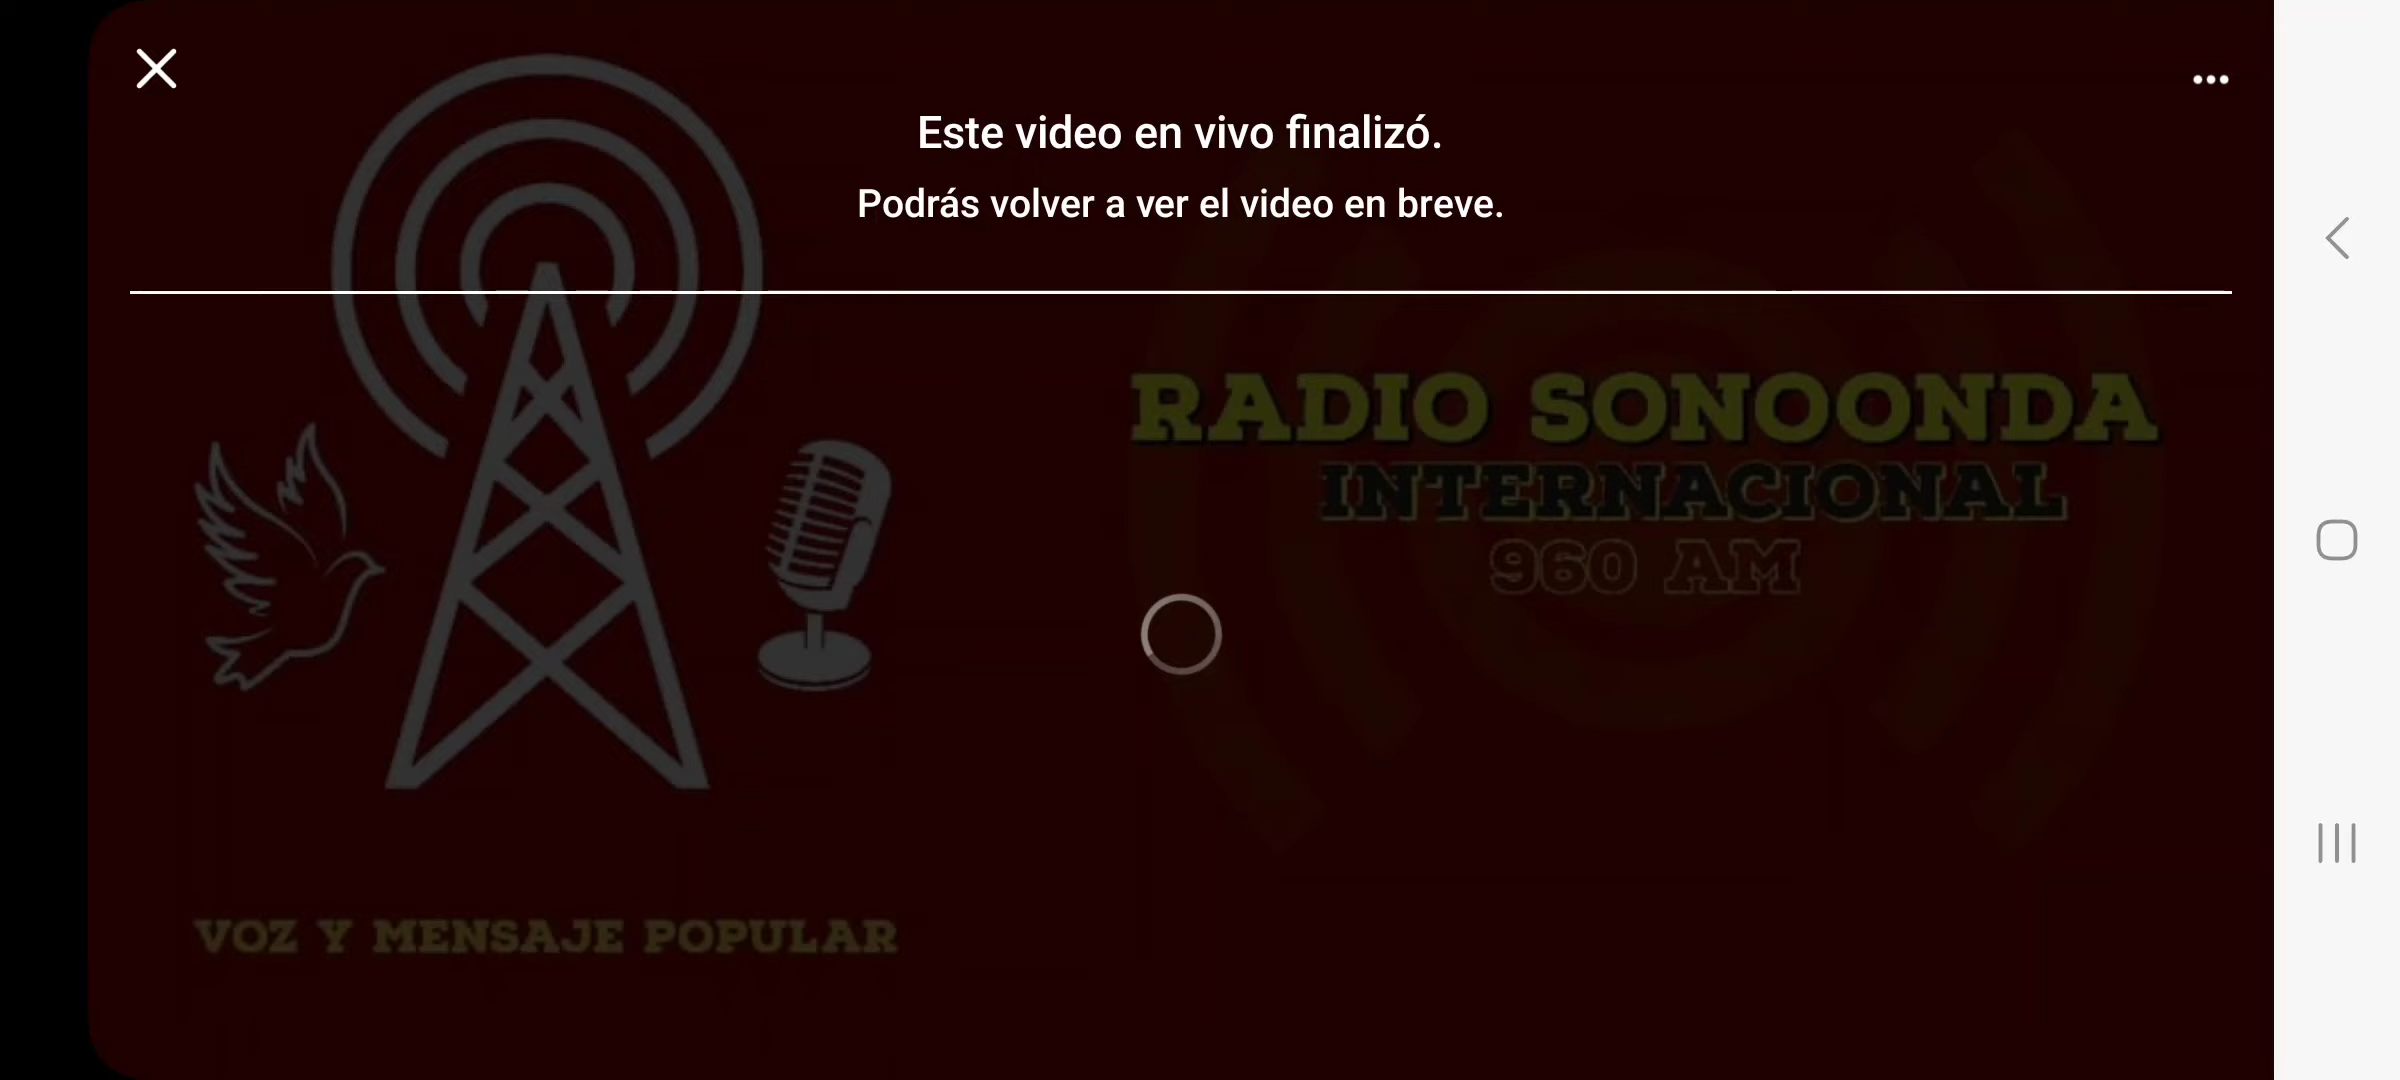 Este video en vivo finalizó.
Podrás volver a ver el video en breve.
RADIO SONOONDA
INTERNACIONAL
960 AM
VOZ Y MENSAJE POPULAR